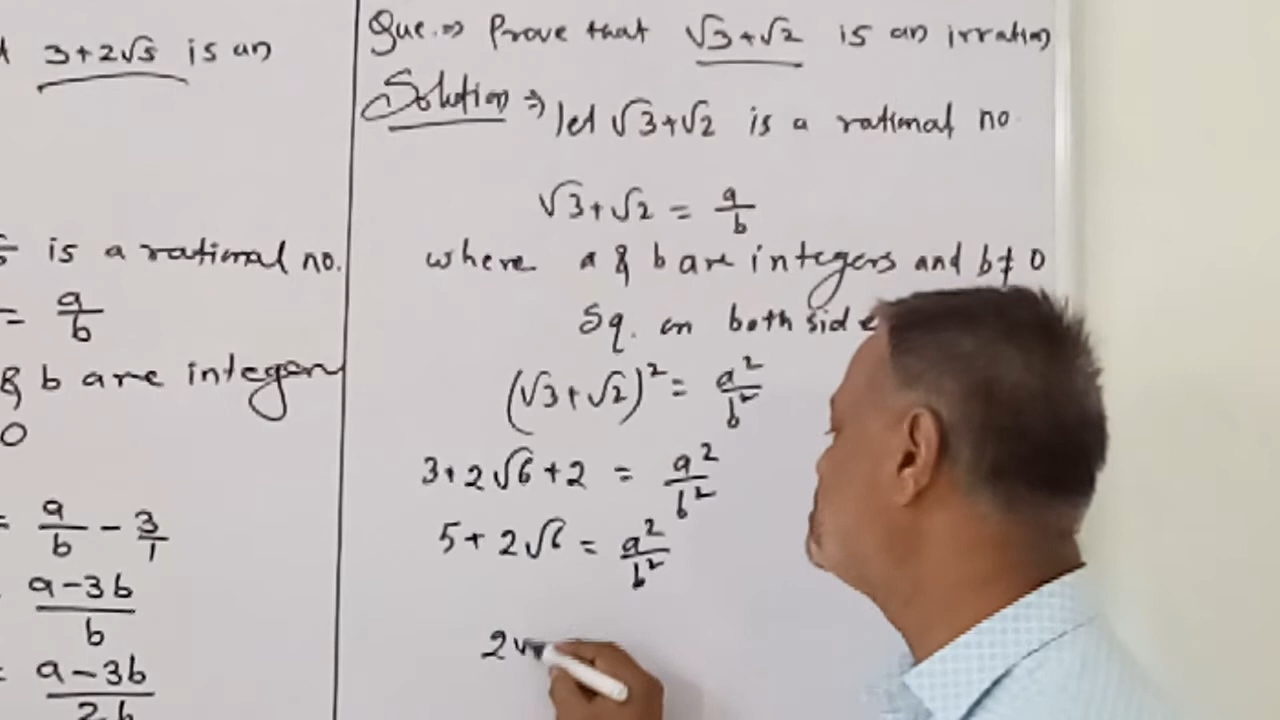 3+2√5 is an
is a rational no.
= a/b
& b are integers
0
= a/b - 3/1
a-3b/b
= a-3b/2b
Que.⇒ Prove that √3+√2 is an irration
Solution ⇒ let √3+√2 is a rational no.
√3+√2 = a/b
where a & b are integers and b≠0
Sq. on both side
(√3+√2)² = a²/b²
3+2√6+2 = a²/b²
5+2√6 = a²/b²
2√